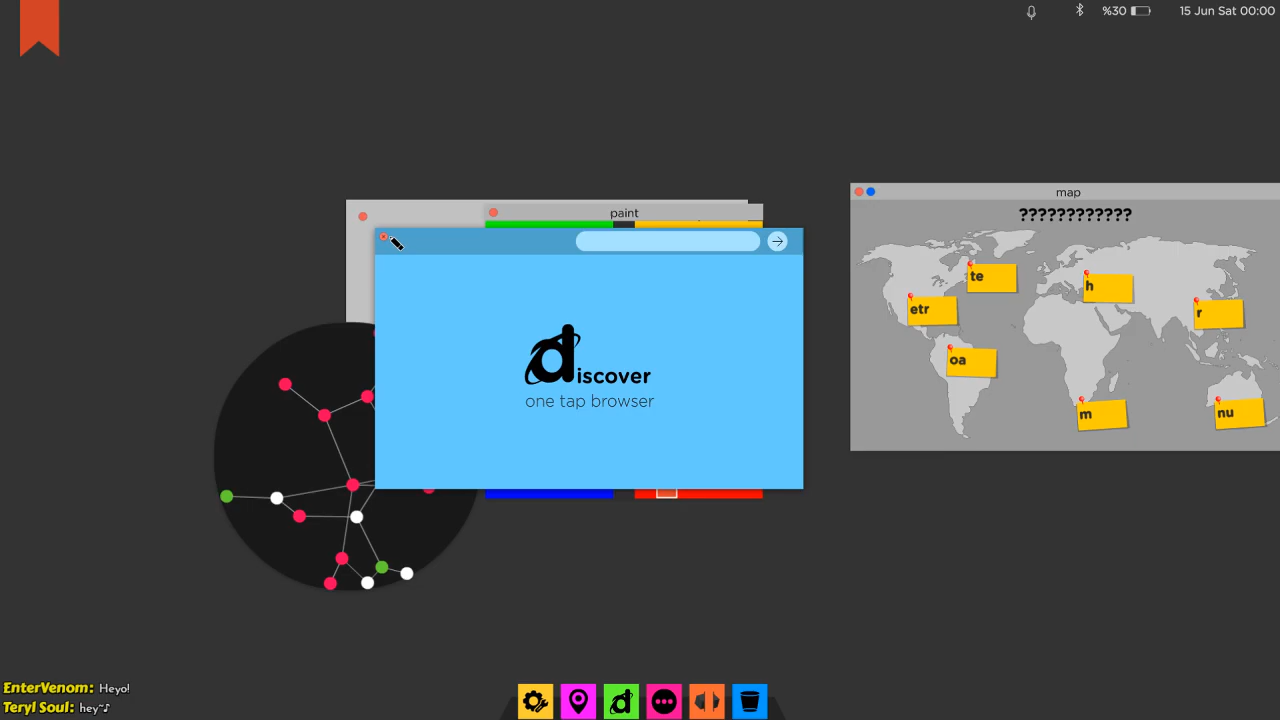 %30
15 Jun Sat 00:00
map
????????????
paint
te
h
etr
r
oa
m
nu
discover
one tap browser
EnterVenom: Heyo!
Teryl Soul: hey~♪
d